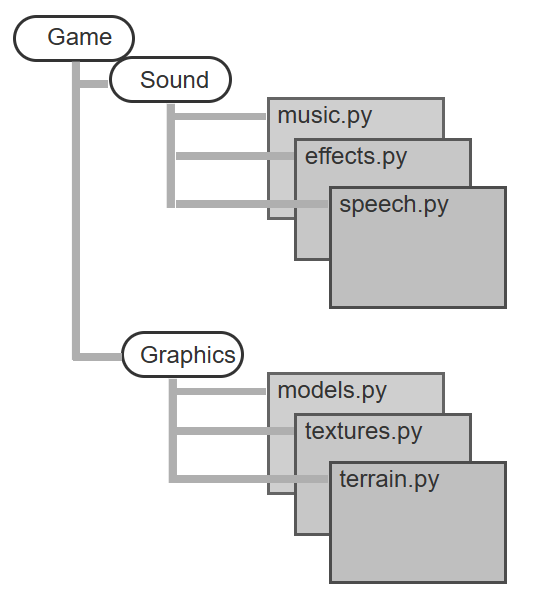 Game
Sound
music.py
effects.py
speech.py
Graphics
models.py
textures.py
terrain.py